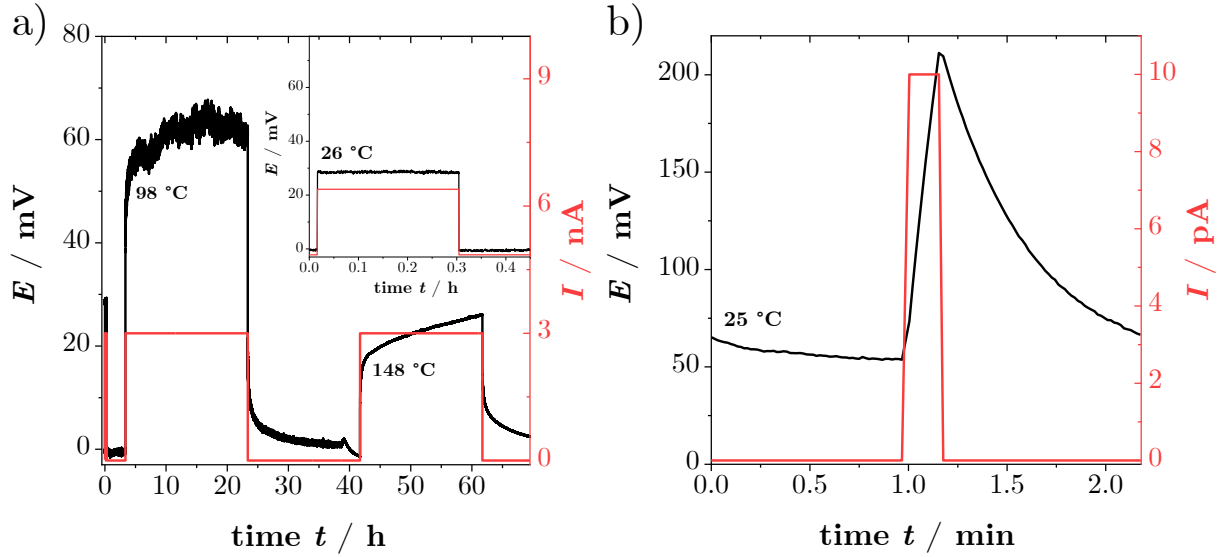 a)
80
60
40
20
0
E / mV
0 10 20 30 40 50 60
time t / h
9
6
3
0
I / nA
98 °C
148 °C
60
40
20
0
E / mV
26 °C
0.0 0.1 0.2 0.3 0.4
time t / h
b)
200
150
100
50
0
E / mV
25 °C
0.0 0.5 1.0 1.5 2.0
time t / min
10
8
6
4
2
0
I / pA